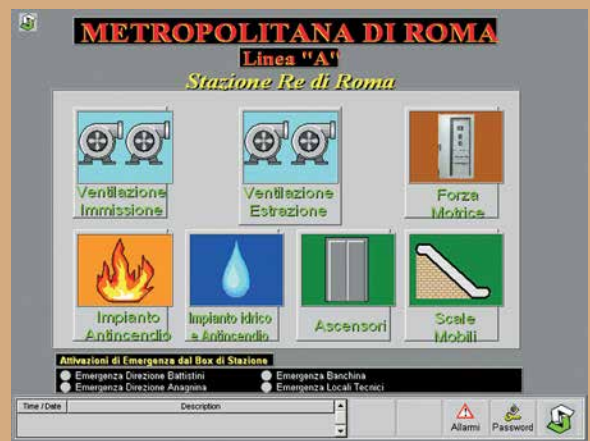 METROPOLITANA DI ROMA
Linea "A"
Stazione Re di Roma
Ventilazione
Immissione
Ventilazione
Estrazione
Forza
Motrice
Impianto
Antincendio
Impianto idrico
e Antincendio
Ascensori
Scale
Mobili
Attivazioni di Emergenza dal Box di Stazione
Emergenza Direzione Battistini
Emergenza Banchina
Emergenza Direzione Anagnina
Emergenza Locali Tecnici
Time / Date Description
Allarmi Password